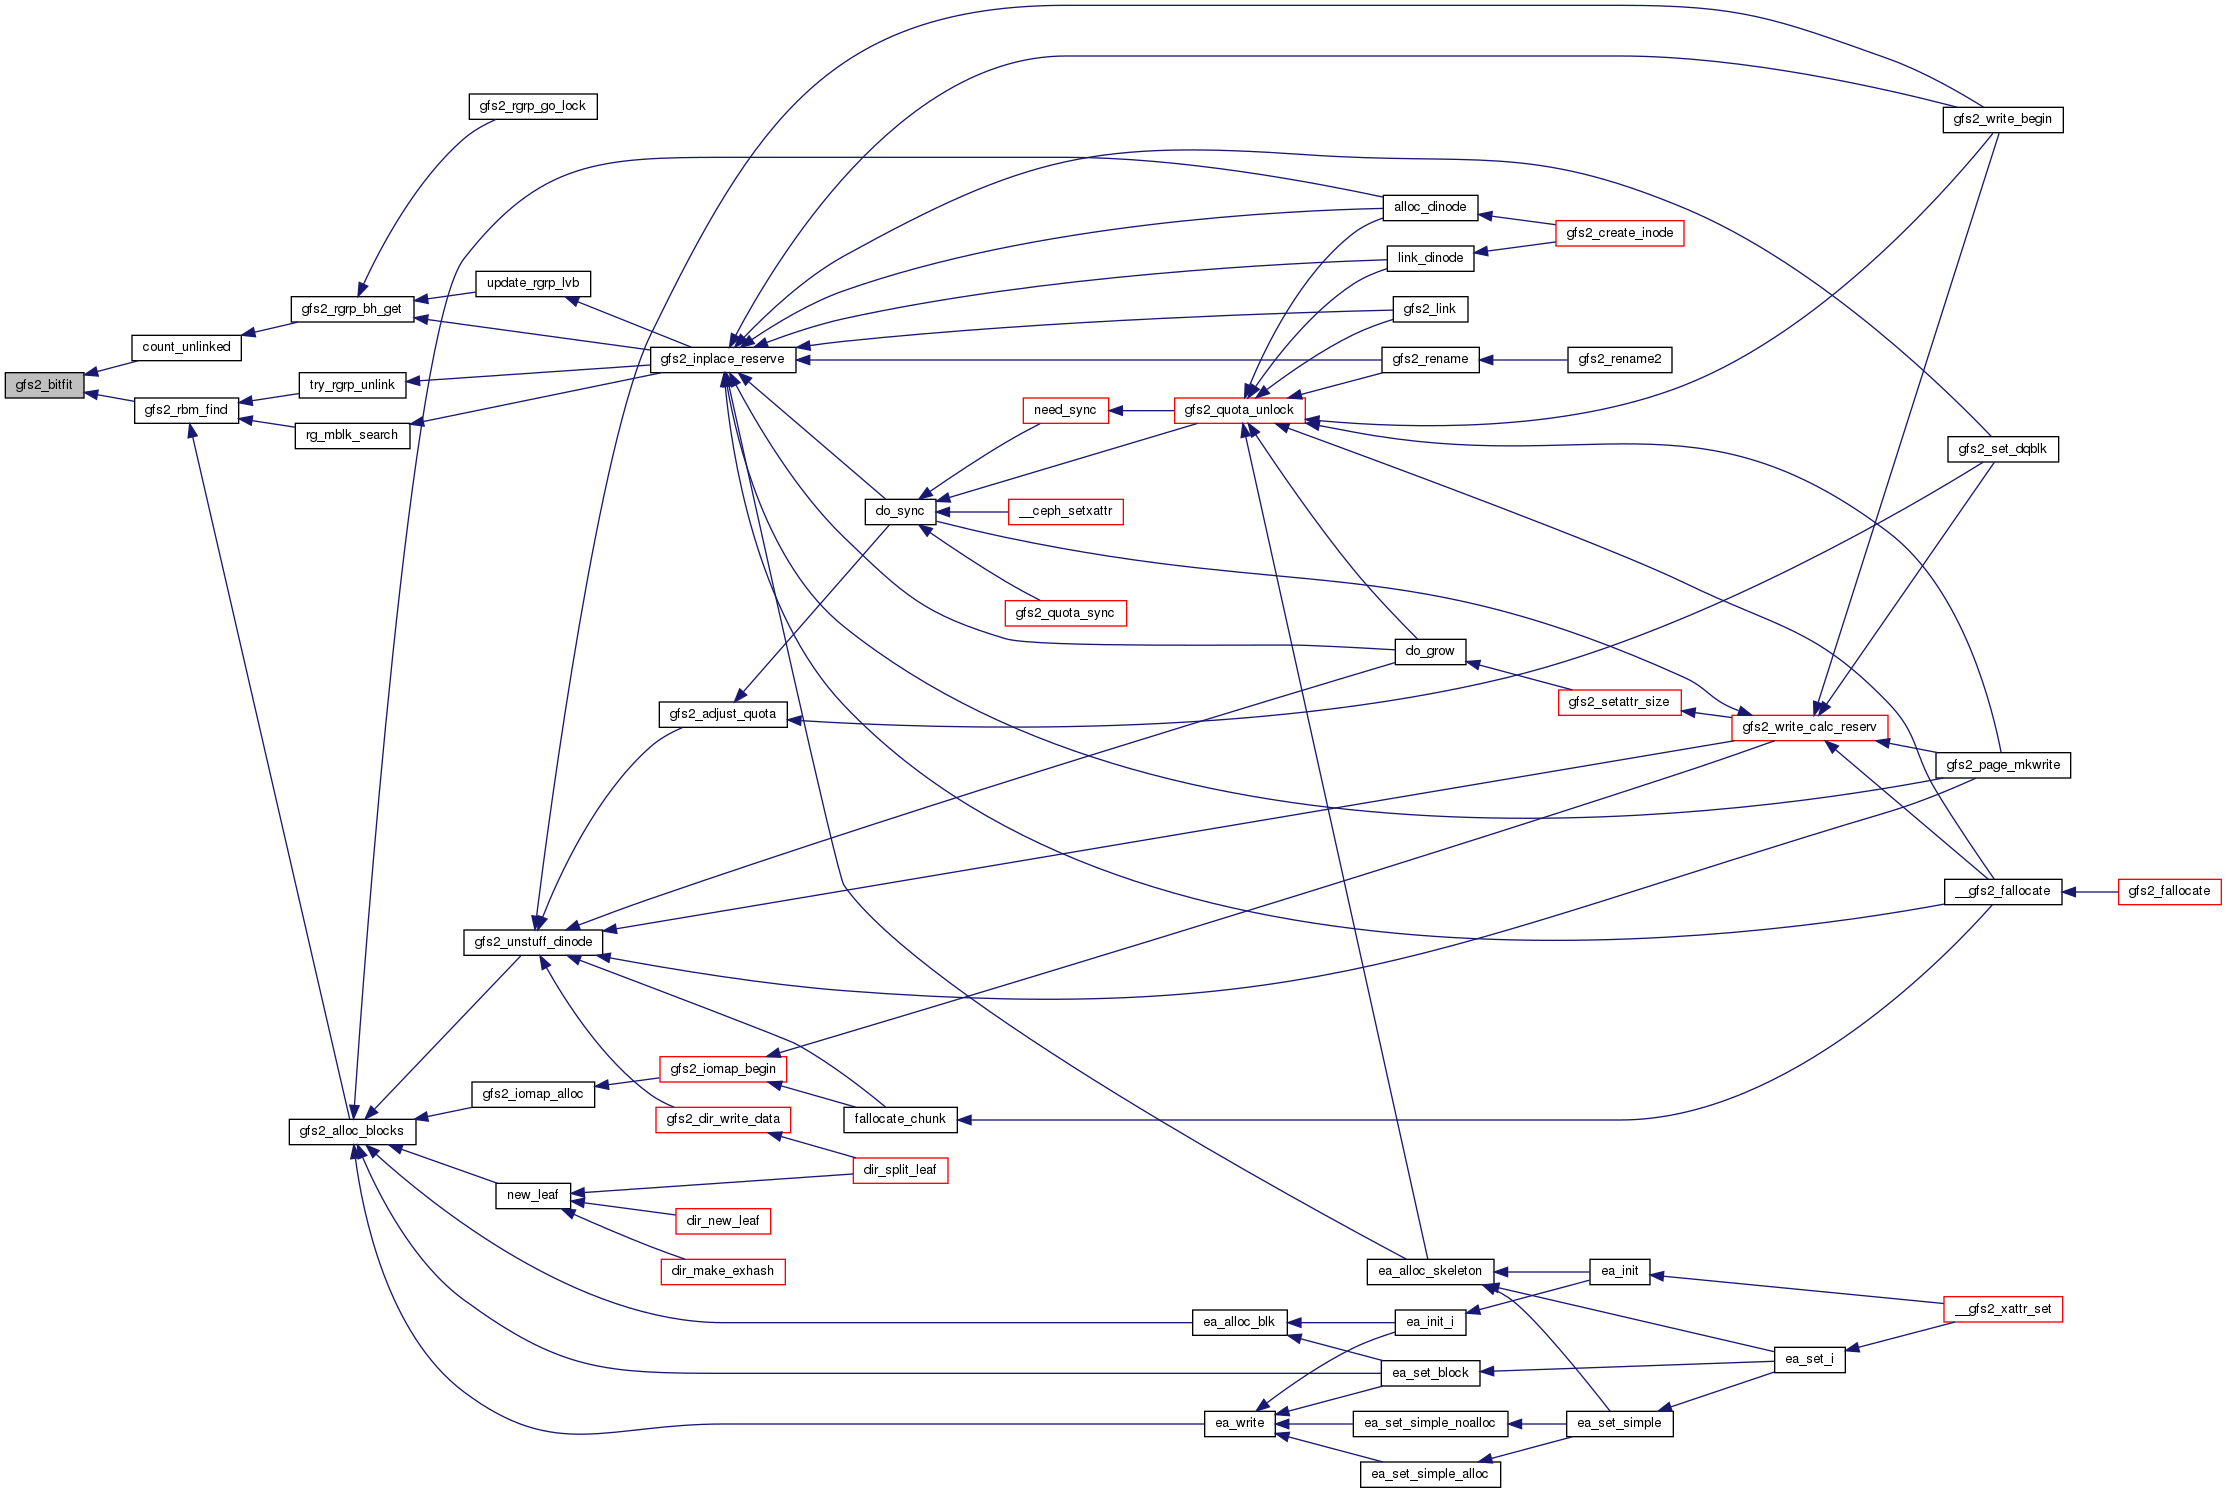 gfs2_rgrp_go_lock
gfs2_write_begin
alloc_dinode
gfs2_create_inode
link_dinode
update_rgrp_lvb
gfs2_rgrp_bh_get
gfs2_link
count_unlinked
gfs2_inplace_reserve
gfs2_rename
gfs2_rename2
gfs2_bitfit
try_rgrp_unlink
gfs2_rbm_find
need_sync
gfs2_quota_unlock
rg_mblk_search
gfs2_set_dqblk
do_sync
__ceph_setxattr
gfs2_quota_sync
do_grow
gfs2_setattr_size
gfs2_adjust_quota
gfs2_write_calc_reserv
gfs2_page_mkwrite
__gfs2_fallocate
gfs2_fallocate
gfs2_unstuff_dinode
gfs2_iomap_begin
gfs2_iomap_alloc
gfs2_dir_write_data
fallocate_chunk
gfs2_alloc_blocks
dir_split_leaf
new_leaf
dir_new_leaf
dir_make_exhash
ea_alloc_skeleton
ea_init
__gfs2_xattr_set
ea_alloc_blk
ea_init_i
ea_set_i
ea_set_block
ea_write
ea_set_simple_noalloc
ea_set_simple
ea_set_simple_alloc